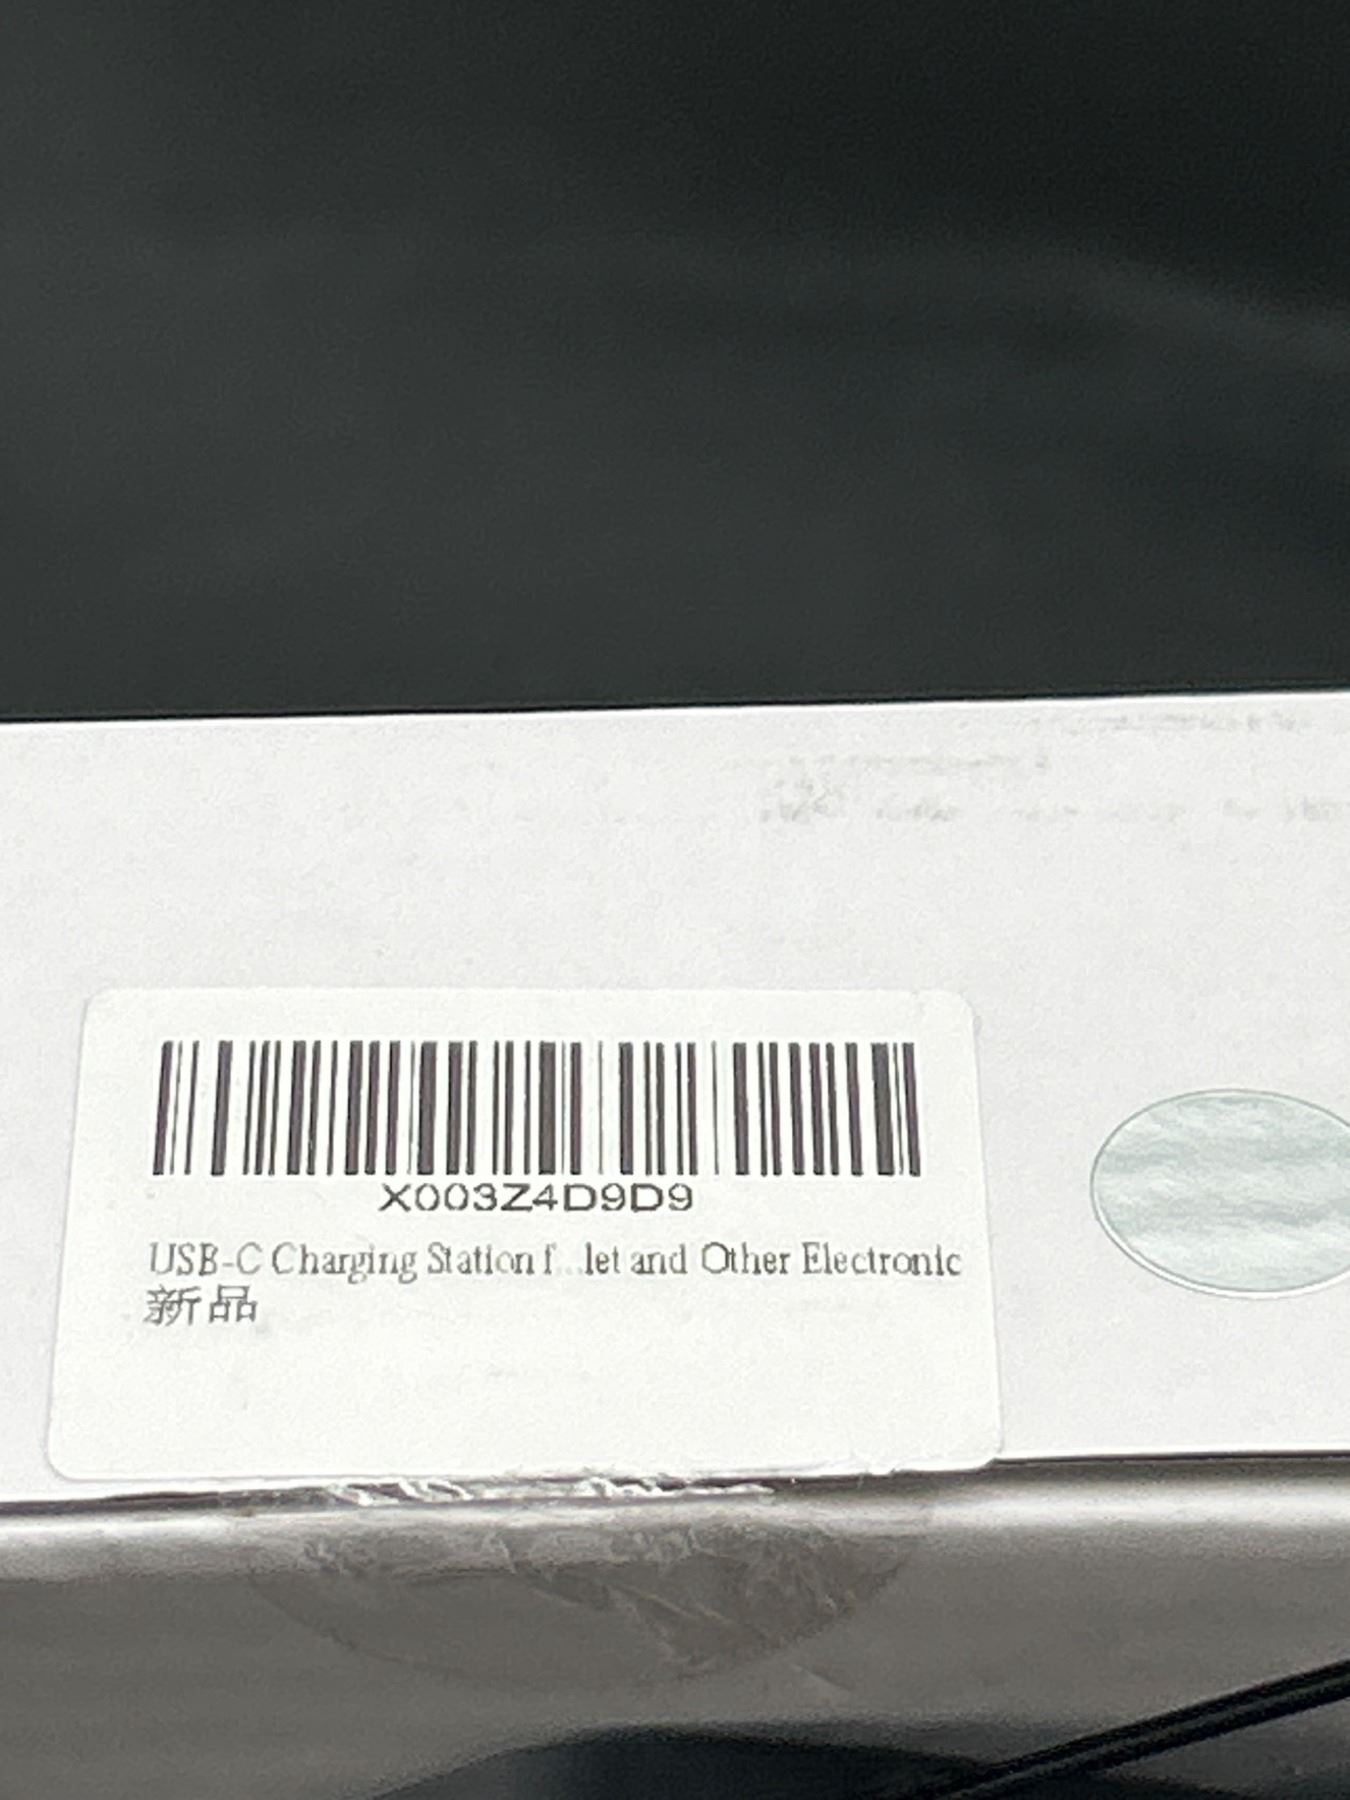 X003Z4D9D9
USB-C Charging Station f...let and Other Electronic
新品